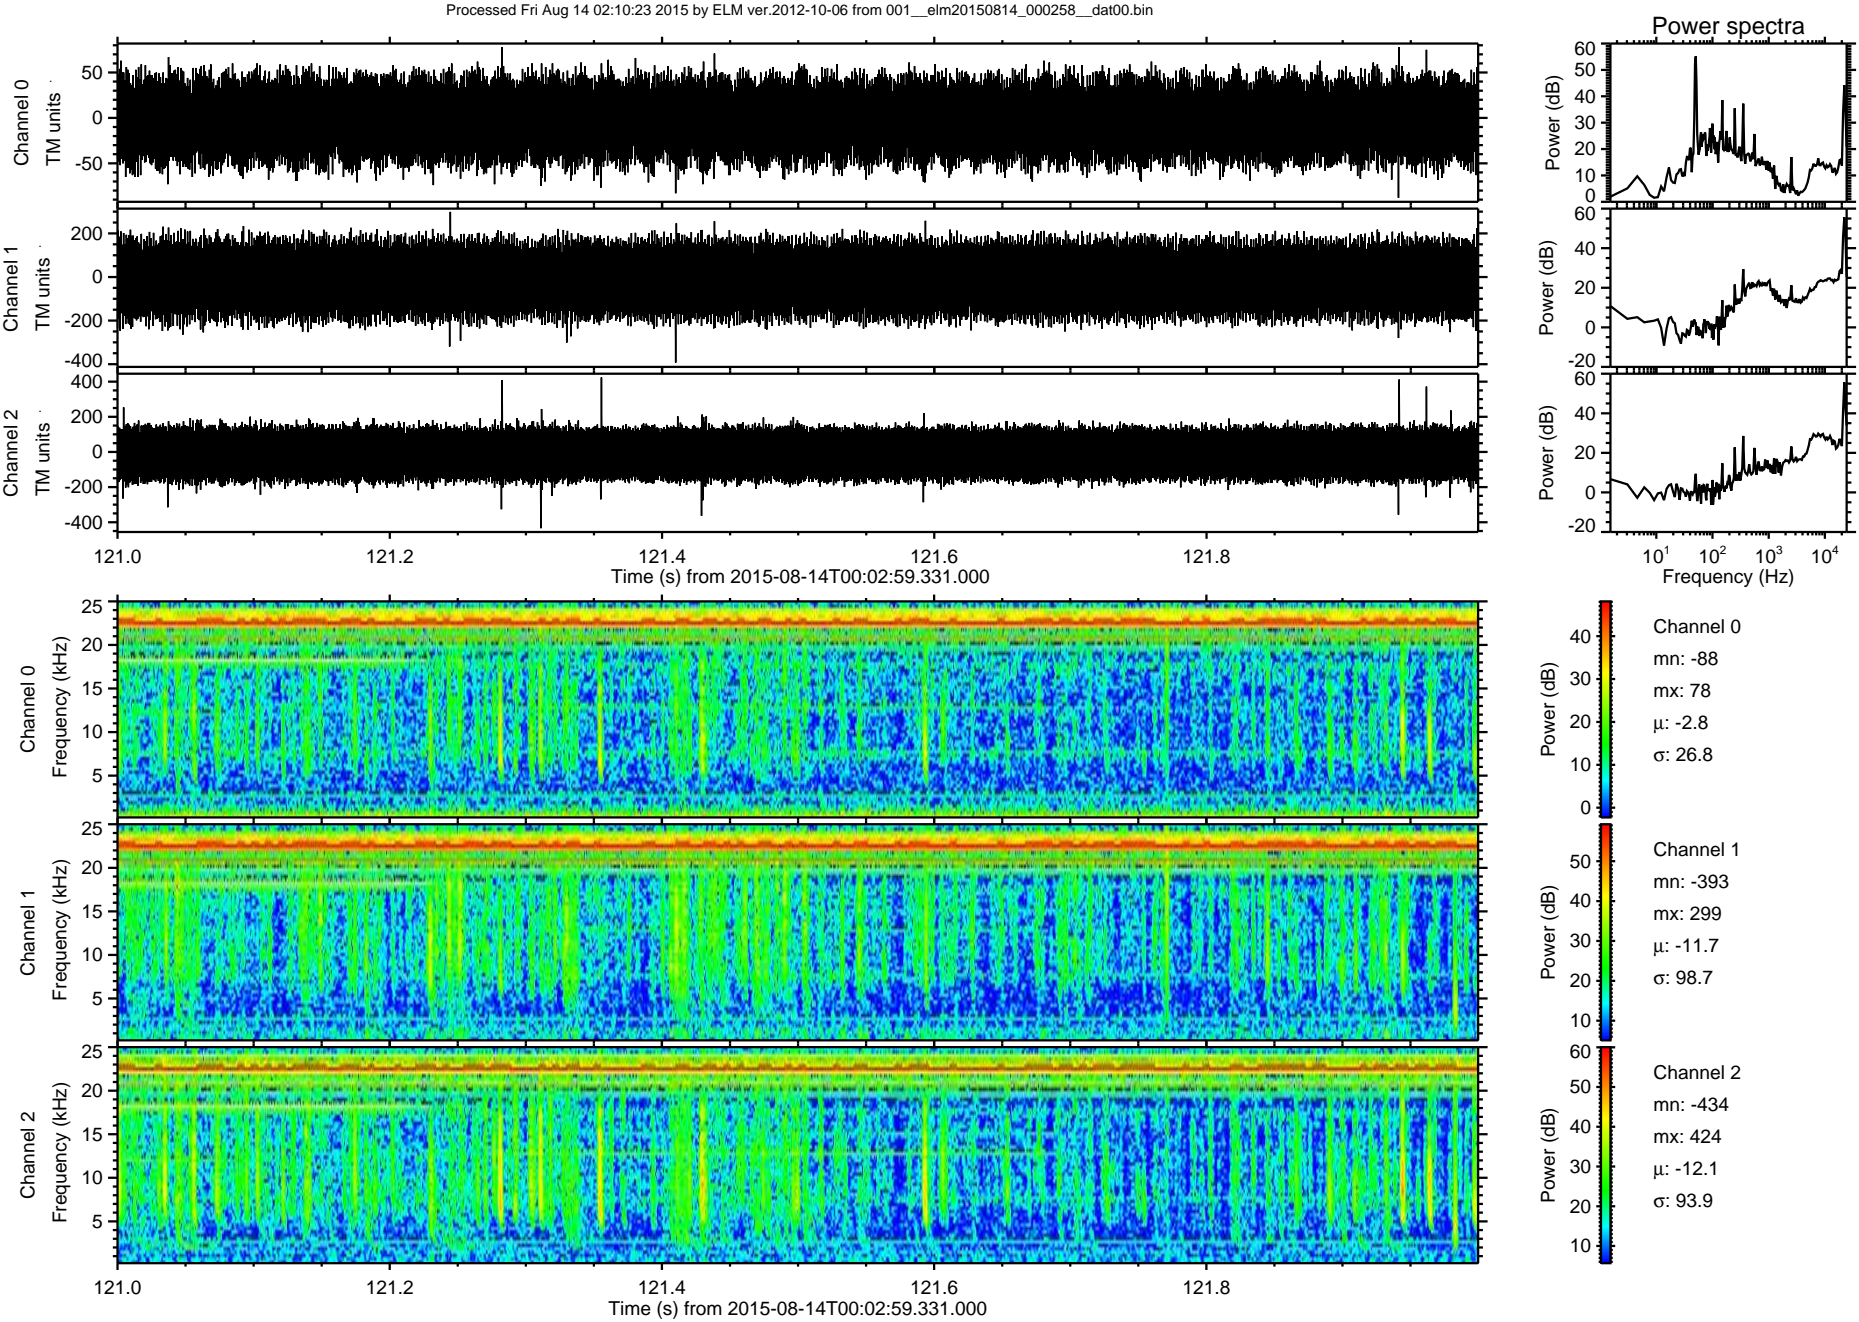 Processed Fri Aug 14 02:10:23 2015 by ELM ver.2012-10-06 from 001__elm20150814_000258__dat00.bin
Power spectra
Channel 0
TM units
50
0
-50
Power (dB)
60
50
40
30
20
10
0
Channel 1
TM units
200
0
-200
-400
Power (dB)
60
40
20
0
-20
Channel 2
TM units
400
200
0
-200
-400
Power (dB)
60
40
20
0
-20
121.0 121.2 121.4 121.6 121.8
Time (s) from 2015-08-14T00:02:59.331.000
10^1 10^2 10^3 10^4
Frequency (Hz)
Channel 0
Frequency (kHz)
25
20
15
10
5
Power (dB)
40
30
20
10
0
Channel 0
mn: -88
mx: 78
μ: -2.8
σ: 26.8
Channel 1
Frequency (kHz)
25
20
15
10
5
Power (dB)
50
40
30
20
10
Channel 1
mn: -393
mx: 299
μ: -11.7
σ: 98.7
Channel 2
Frequency (kHz)
25
20
15
10
5
Power (dB)
60
50
40
30
20
10
Channel 2
mn: -434
mx: 424
μ: -12.1
σ: 93.9
121.0 121.2 121.4 121.6 121.8
Time (s) from 2015-08-14T00:02:59.331.000